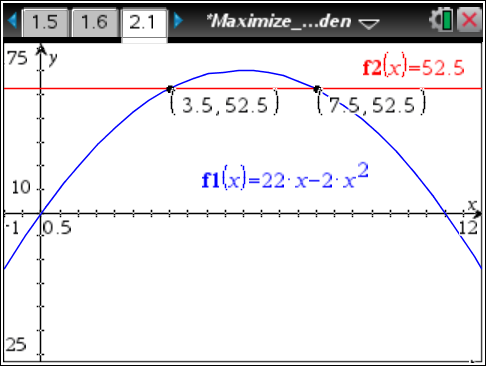 1.5 1.6 2.1 *Maximize_...den
75 y
f2(x)=52.5
(3.5,52.5) (7.5,52.5)
f1(x)=22·x-2·x²
10
x
-1 0.5 12
25